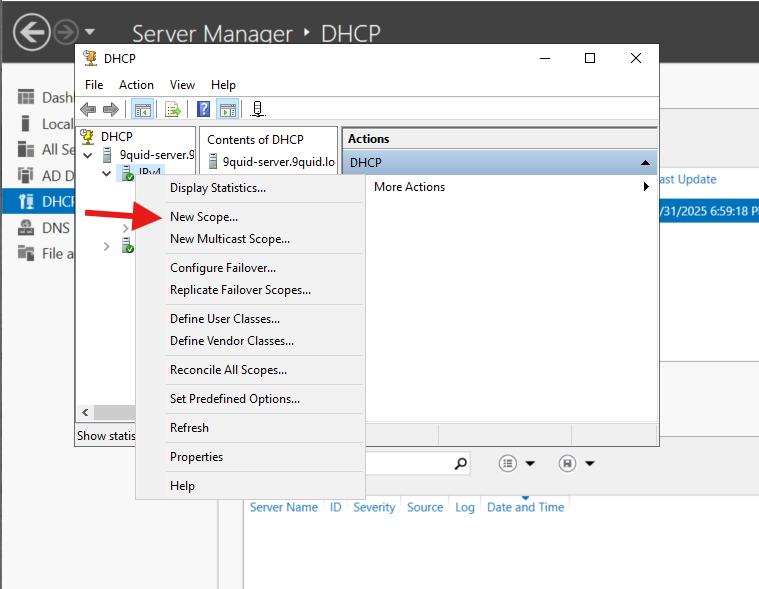 Server Manager ‣ DHCP
DHCP
File Action View Help
Dash
Local
All Se
AD D
DHCP
DNS
File a
DHCP
9quid-server.9
IPv4
Contents of DHCP
9quid-server.9quid.lo
Actions
DHCP
More Actions
Display Statistics...
New Scope...
New Multicast Scope...
Configure Failover...
Replicate Failover Scopes...
Define User Classes...
Define Vendor Classes...
Reconcile All Scopes...
Set Predefined Options...
Refresh
Properties
Help
Show statis
ast Update
/31/2025 6:59:18 P
Server Name ID Severity Source Log Date and Time